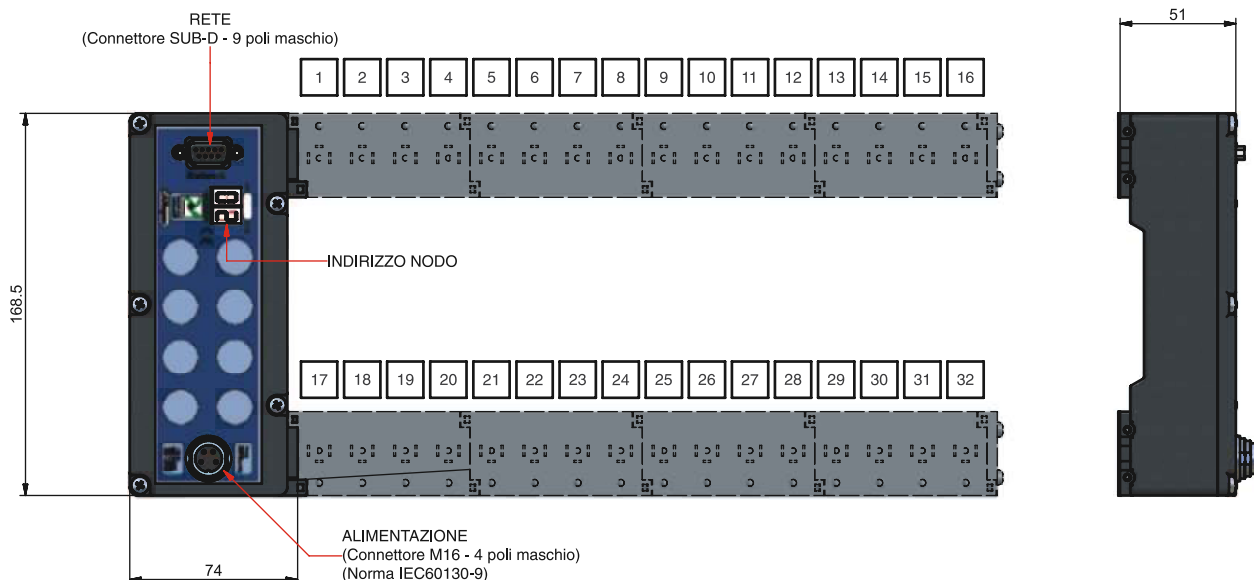 RETE
(Connettore SUB-D - 9 poli maschio)
51
1 2 3 4 5 6 7 8 9 10 11 12 13 14 15 16
168.5
INDIRIZZO NODO
17 18 19 20 21 22 23 24 25 26 27 28 29 30 31 32
ALIMENTAZIONE
(Connettore M16 - 4 poli maschio)
(Norma IEC60130-9)
74